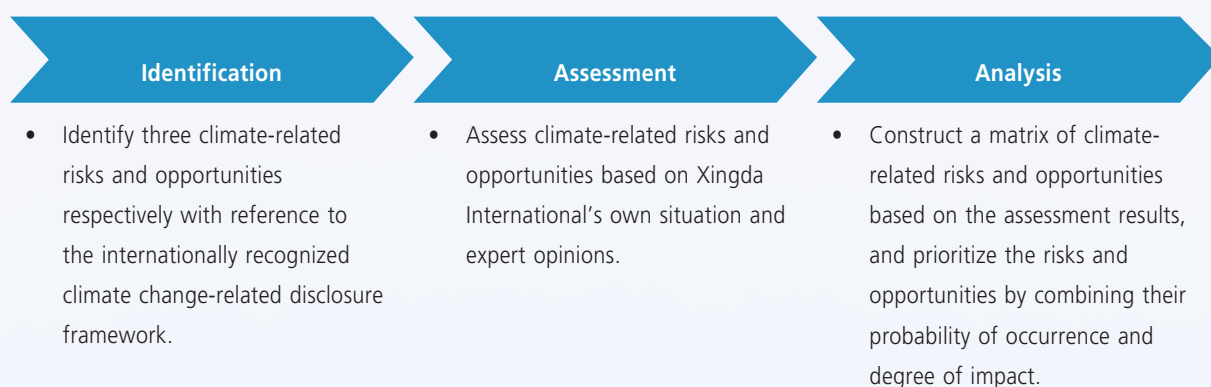 Identification
• Identify three climate-related
risks and opportunities
respectively with reference to
the internationally recognized
climate change-related disclosure
framework.
Assessment
• Assess climate-related risks and
opportunities based on Xingda
International’s own situation and
expert opinions.
Analysis
• Construct a matrix of climate-
related risks and opportunities
based on the assessment results,
and prioritize the risks and
opportunities by combining their
probability of occurrence and
degree of impact.